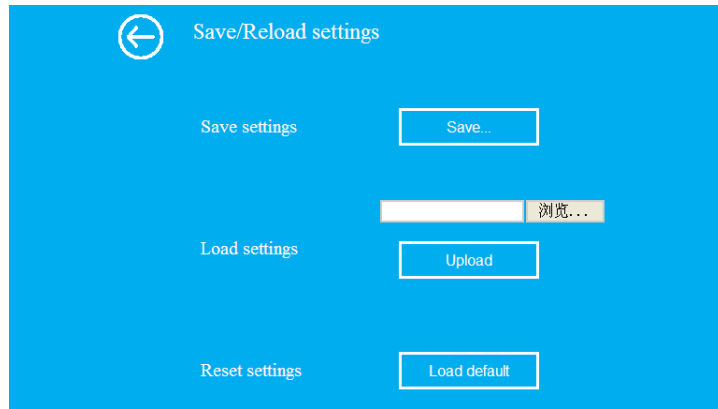 Save/Reload settings
Save settings
Save...
浏览...
Load settings
Upload
Reset settings
Load default